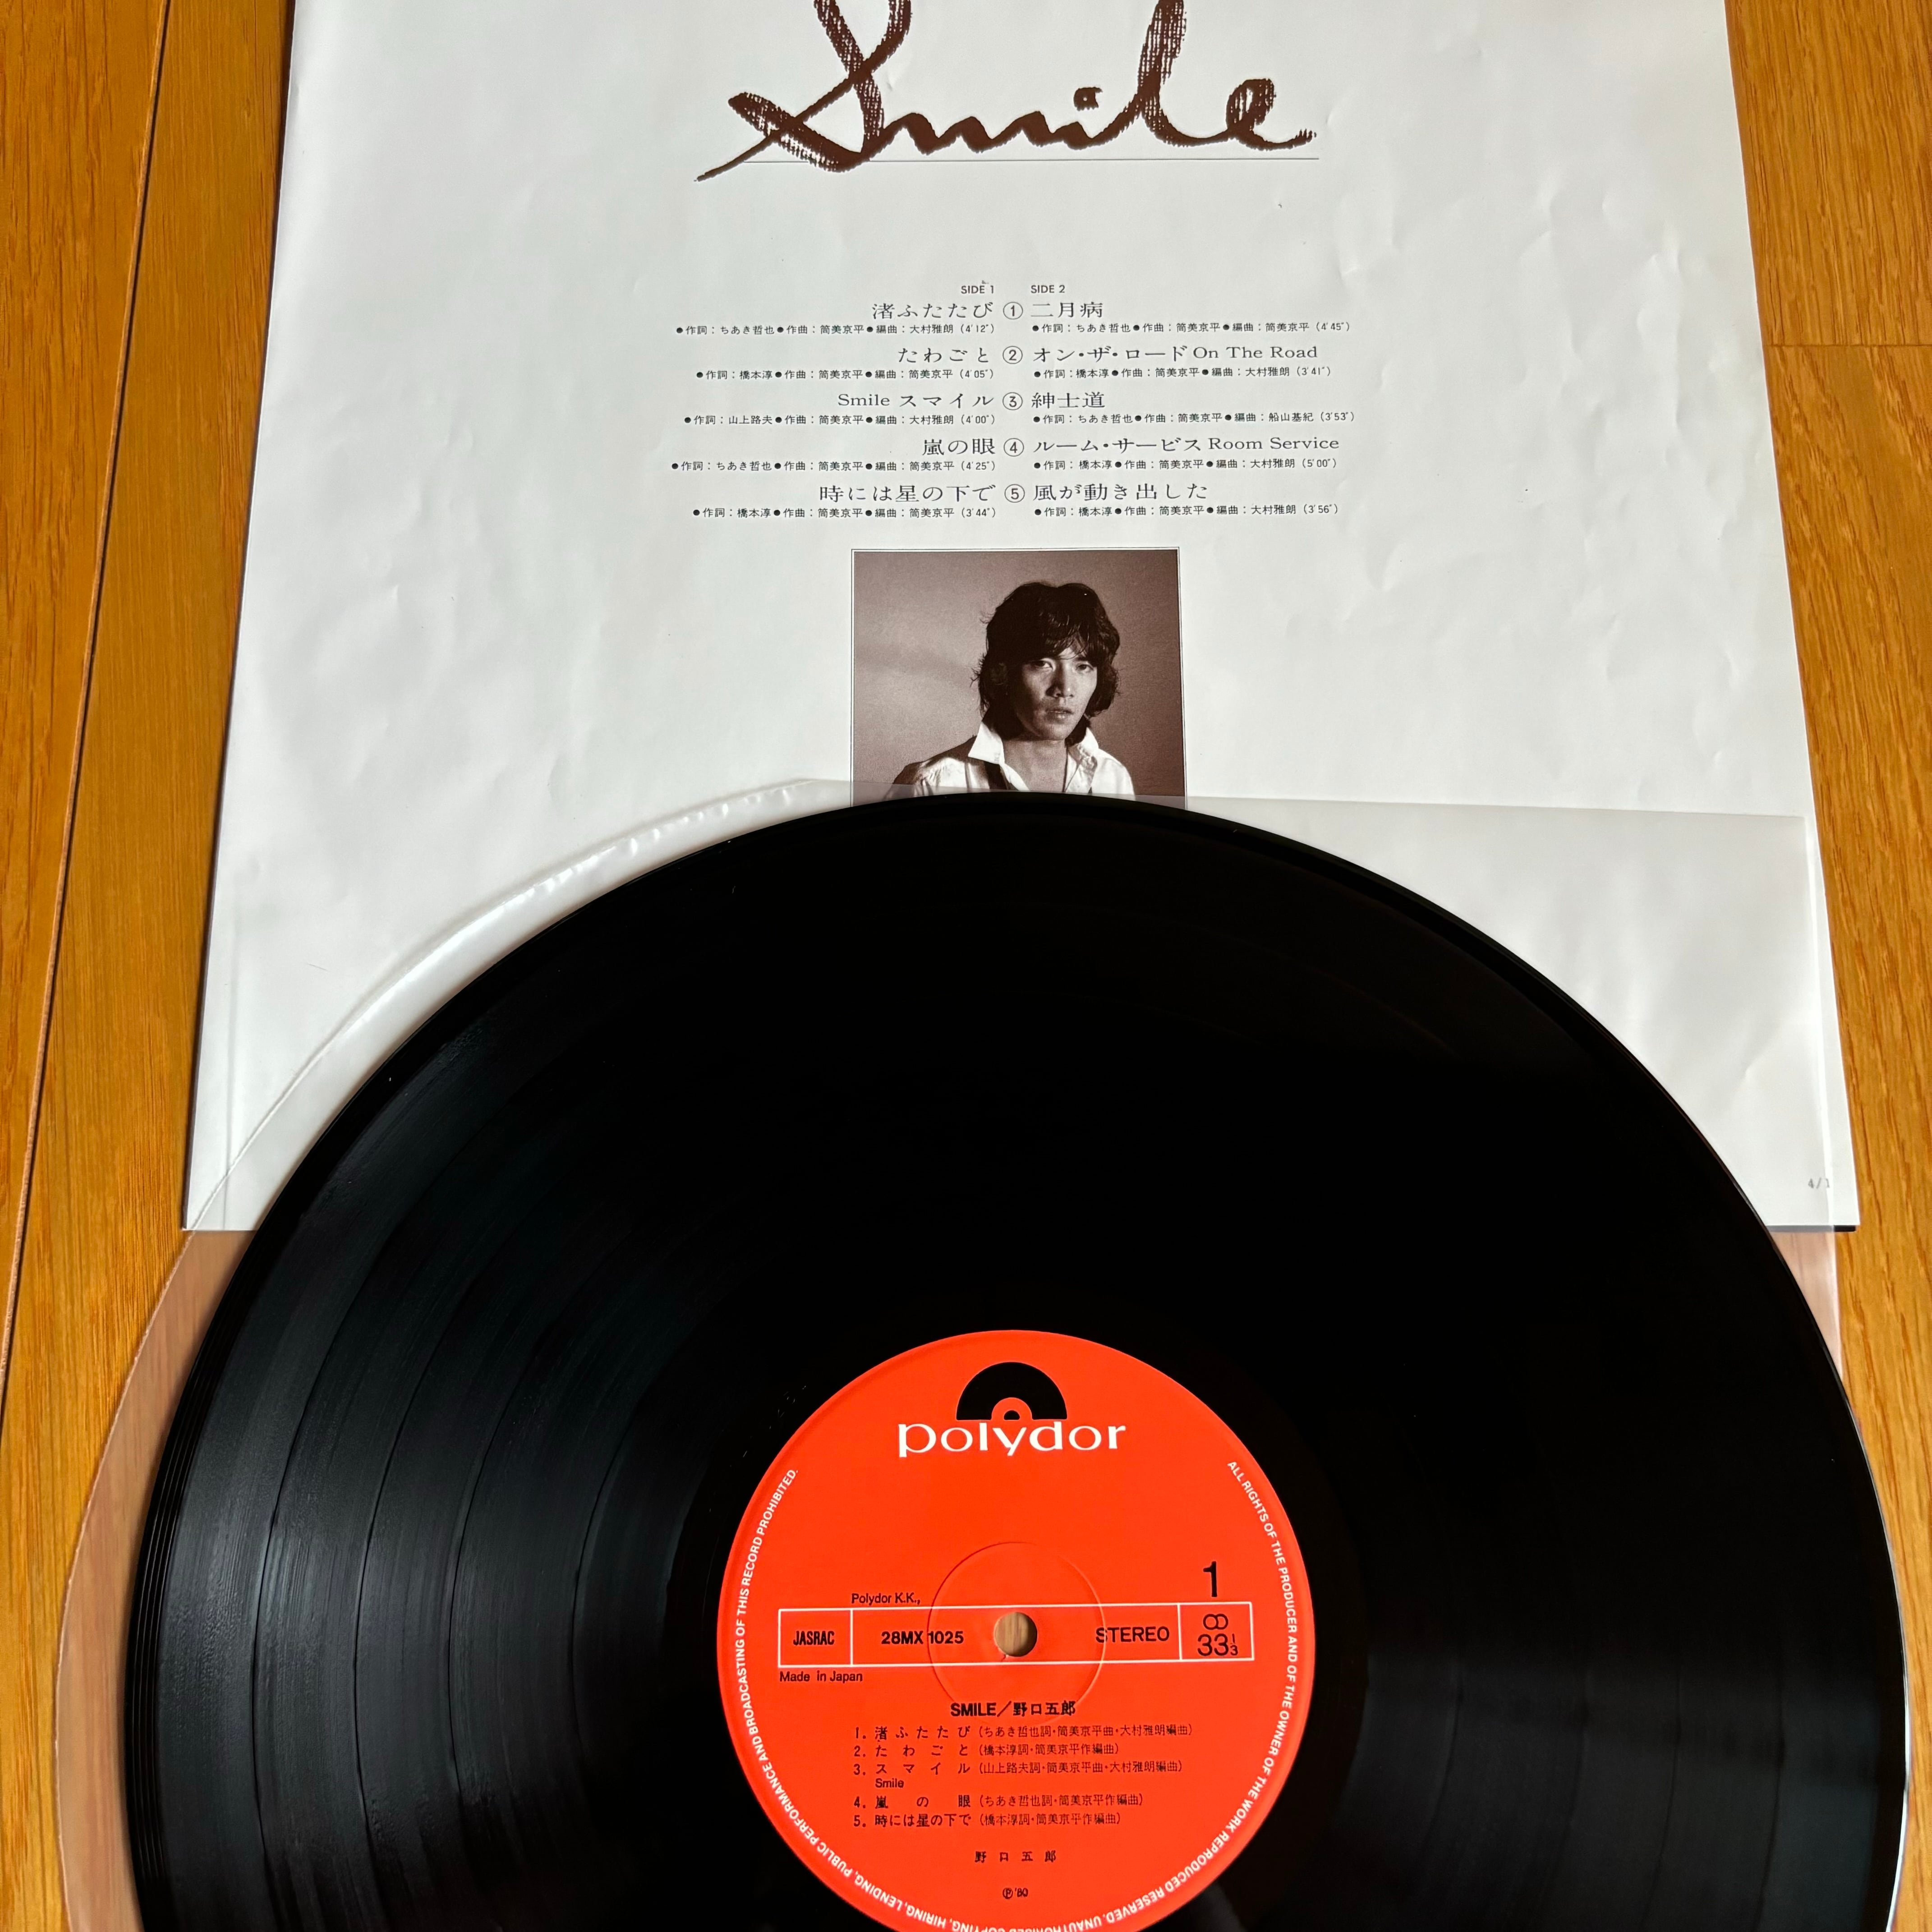 Smile
SIDE 1
SIDE 2
渚ふたたび ① 二月病
●作詞：ちあき哲也●作曲：筒美京平●編曲：大村雅朗（4'12"） ●作詞：ちあき哲也●作曲：筒美京平●編曲：筒美京平（4'45"）
たわごと ② オン・ザ・ロード On The Road
●作詞：橋本淳●作曲：筒美京平●編曲：筒美京平（4'05"） ●作詞：橋本淳●作曲：筒美京平●編曲：大村雅朗（3'41"）
Smile スマイル ③ 紳士道
●作詞：山上路夫●作曲：筒美京平●編曲：大村雅朗（4'00"） ●作詞：ちあき哲也●作曲：筒美京平●編曲：船山基紀（3'53"）
嵐の眼 ④ ルーム・サービス Room Service
●作詞：ちあき哲也●作曲：筒美京平●編曲：筒美京平（4'25"） ●作詞：橋本淳●作曲：筒美京平●編曲：大村雅朗（5'00"）
時には星の下で ⑤ 風が動き出した
●作詞：橋本淳●作曲：筒美京平●編曲：筒美京平（3'44"） ●作詞：橋本淳●作曲：筒美京平●編曲：大村雅朗（3'56"）
polydor
ALL RIGHTS OF THE PRODUCER AND OF THE OWNER OF THE WORK REPRODUCED RESERVED. UNAUTHORISED COPYING, HIRING, LENDING, PUBLIC PERFORMANCE AND BROADCASTING OF THIS RECORD PROHIBITED.
1
Polydor K.K.,
JASRAC 28MX 1025 STEREO 33 1/3
Made in Japan
SMILE／野口五郎
1. 渚ふたたび（ちあき哲也詞・筒美京平曲・大村雅朗編曲）
2. たわごと（橋本淳詞・筒美京平作編曲）
3. スマイル（山上路夫詞・筒美京平曲・大村雅朗編曲）
Smile
4. 嵐の眼（ちあき哲也詞・筒美京平作編曲）
5. 時には星の下で（橋本淳詞・筒美京平作編曲）
野口五郎
Ⓟ'80